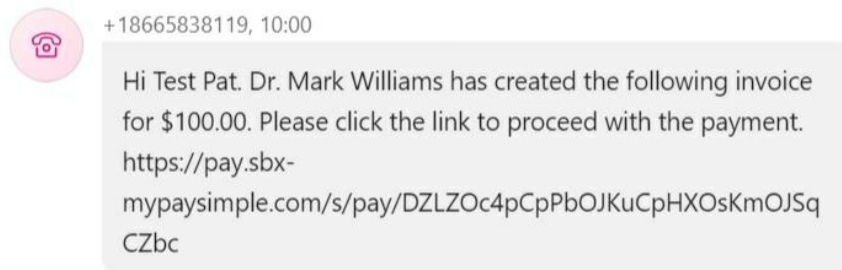 +18665838119, 10:00
Hi Test Pat. Dr. Mark Williams has created the following invoice
for $100.00. Please click the link to proceed with the payment.
https://pay.sbx-
mypaysimple.com/s/pay/DZLZOc4pCpPbOJKuCpHXOsKmOJSq
CZbc